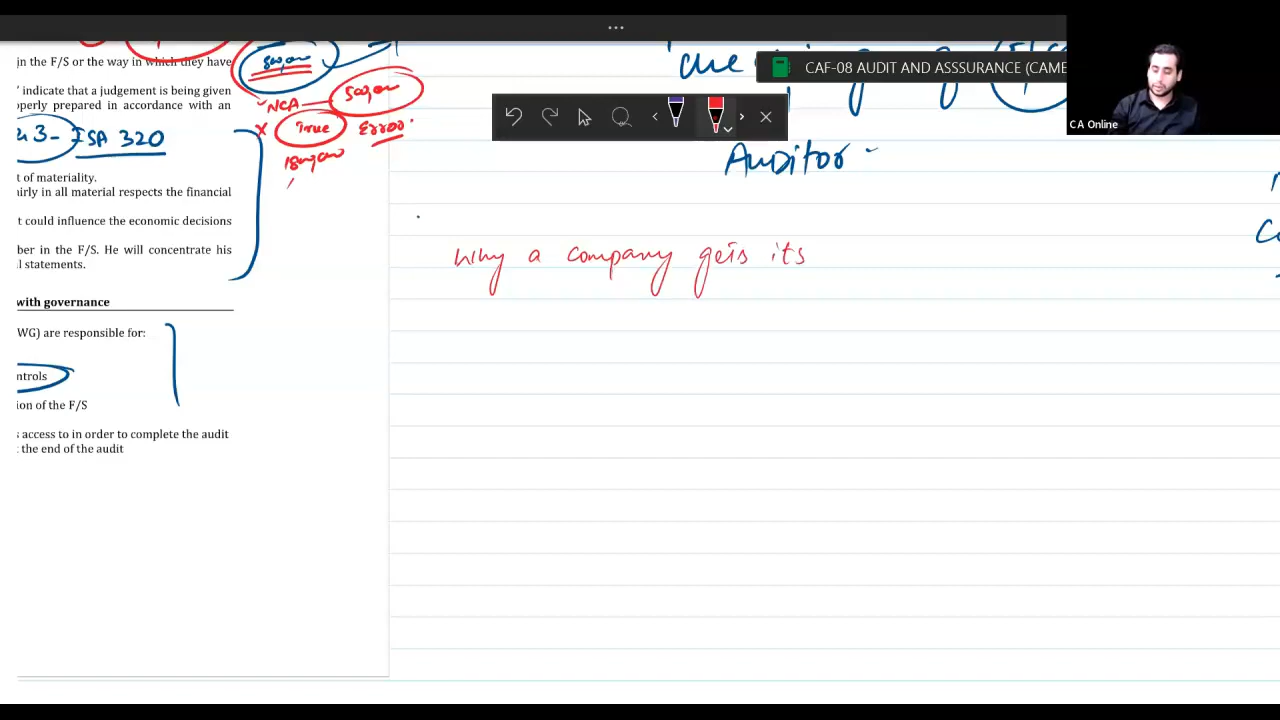 CAF-08 AUDIT AND ASSSURANCE (CAME
CA Online
in the F/S or the way in which they have
' indicate that a judgement is being given
operly prepared in accordance with an
3- ISA 320
t of materiality.
airly in all material respects the financial
t could influence the economic decisions
ber in the F/S. He will concentrate his
l statements.
with governance
WG) are responsible for:
ntrols
ion of the F/S
s access to in order to complete the audit
t the end of the audit
NCA
True Error
Auditor
Why a company gets its